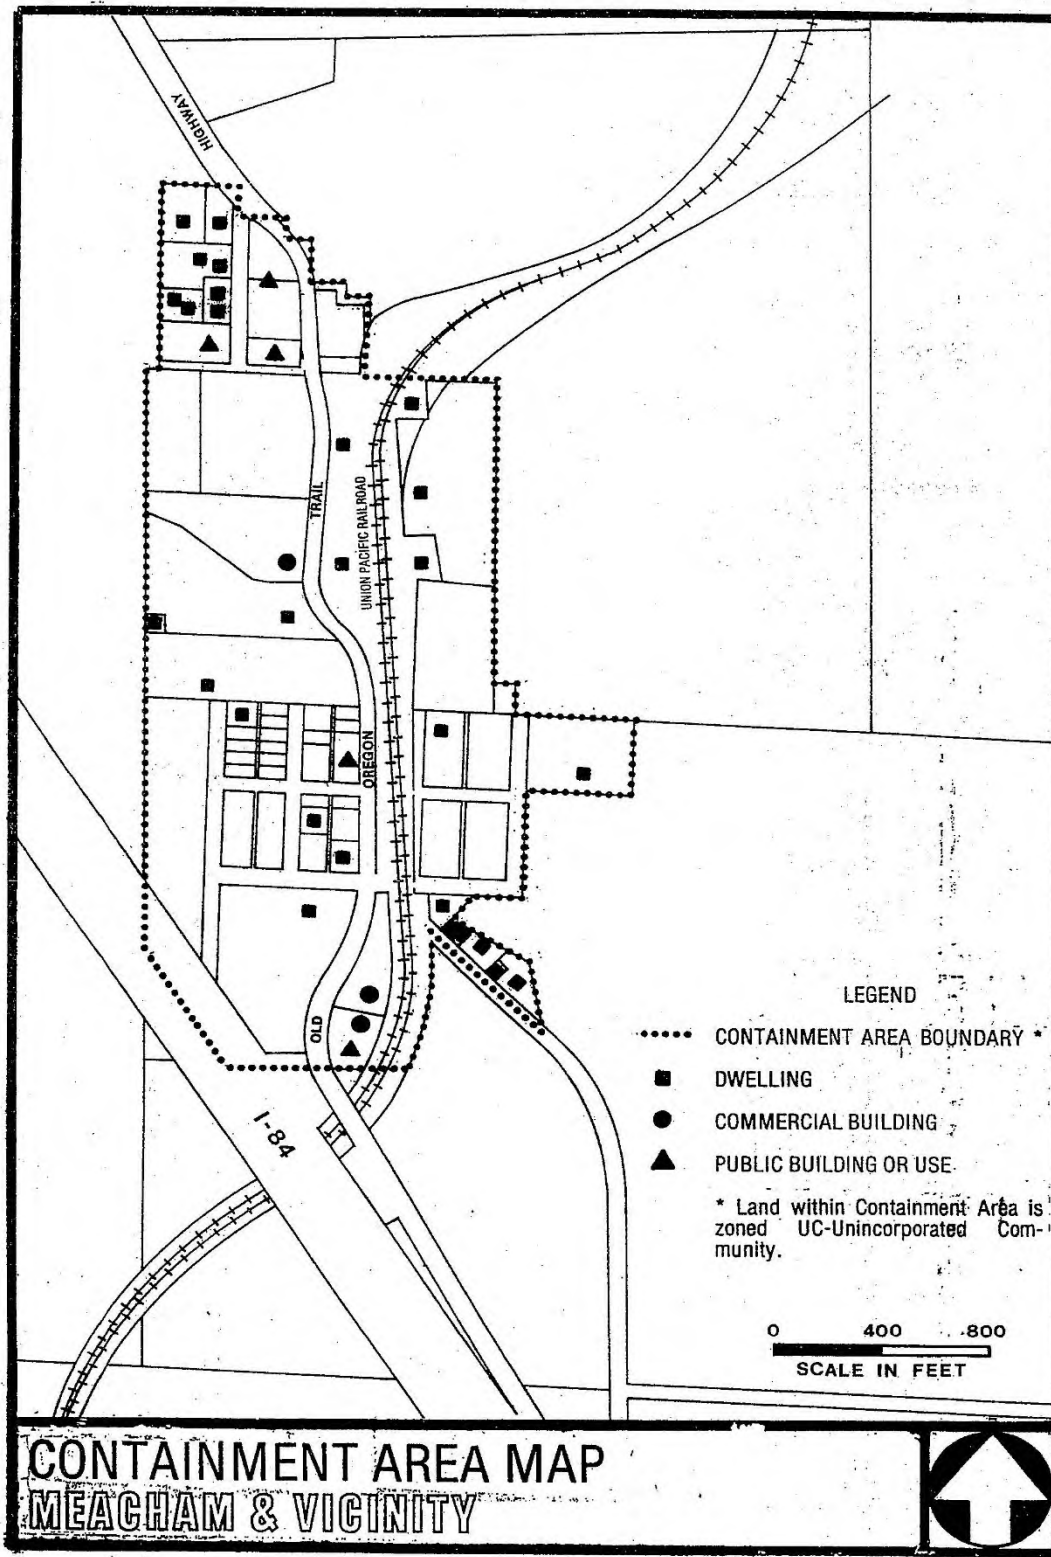 HIGHWAY
TRAIL
UNION PACIFIC RAILROAD
OREGON
OLD
I-84
LEGEND
CONTAINMENT AREA BOUNDARY *
DWELLING
COMMERCIAL BUILDING
PUBLIC BUILDING OR USE
* Land within Containment Area is
zoned UC-Unincorporated Com-
munity.
0 400 800
SCALE IN FEET
CONTAINMENT AREA MAP
MEACHAM & VICINITY